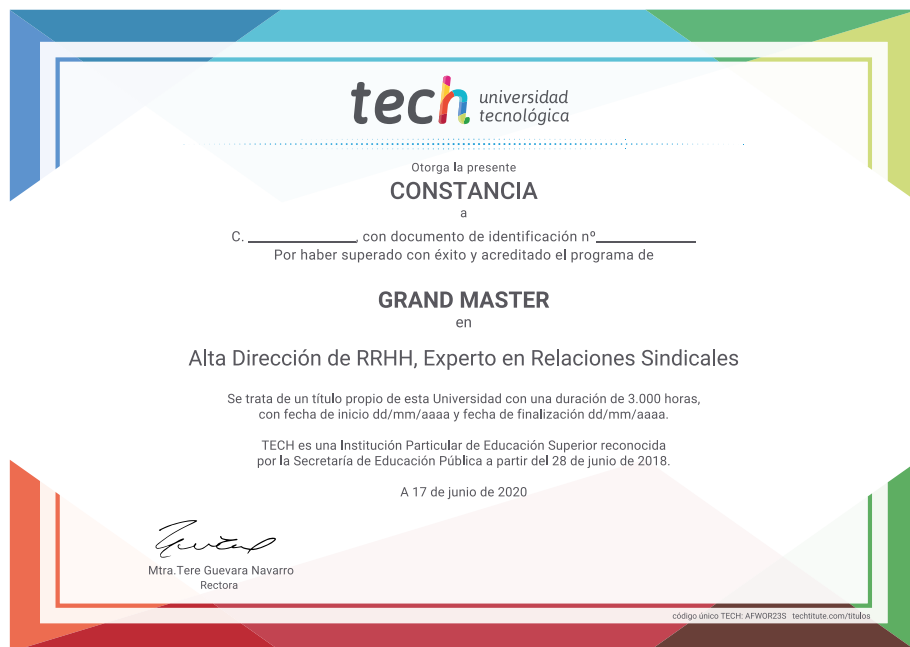 tech universidad
tecnológica
Otorga la presente
CONSTANCIA
a
C. ____________, con documento de identificación nº____________
Por haber superado con éxito y acreditado el programa de
GRAND MASTER
en
Alta Dirección de RRHH, Experto en Relaciones Sindicales
Se trata de un título propio de esta Universidad con una duración de 3.000 horas,
con fecha de inicio dd/mm/aaaa y fecha de finalización dd/mm/aaaa.
TECH es una Institución Particular de Educación Superior reconocida
por la Secretaría de Educación Pública a partir del 28 de junio de 2018.
A 17 de junio de 2020
Mtra.Tere Guevara Navarro
Rectora
código único TECH: AFWOR23S techtitute.com/titulos